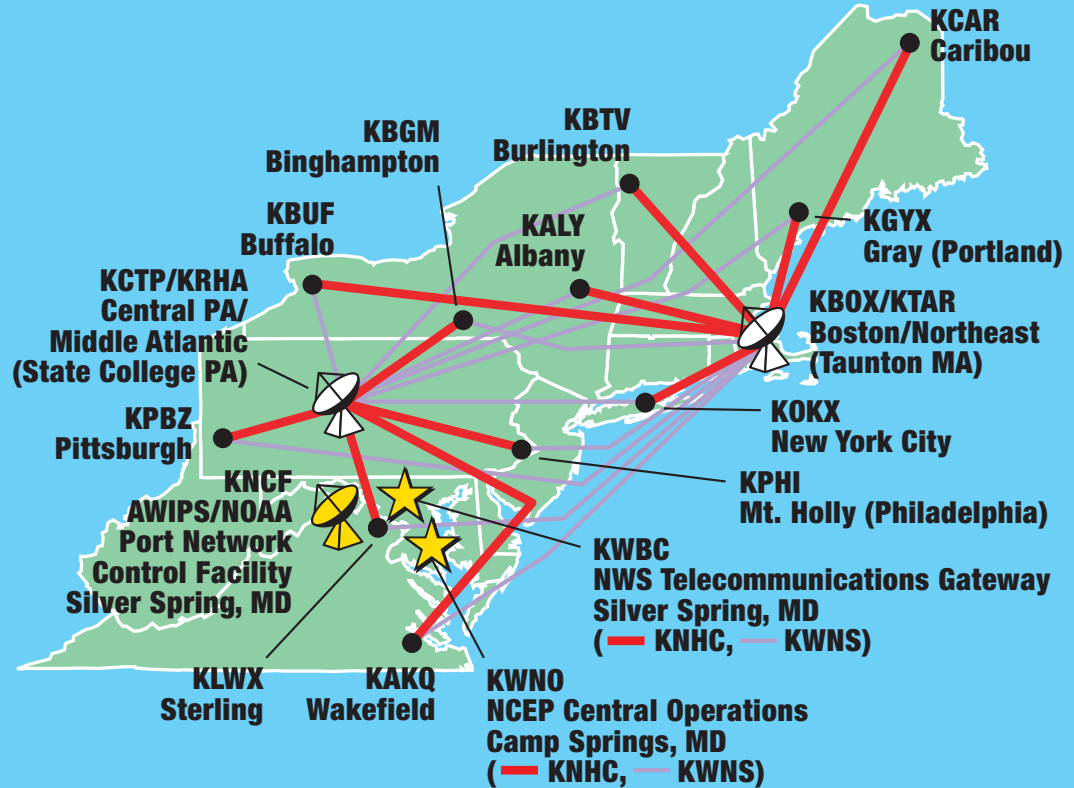 KCAR
Caribou
KBGM
Binghampton
KBTV
Burlington
KBUF
Buffalo
KALY
Albany
KGYX
Gray (Portland)
KCTP/KRHA
Central PA/
Middle Atlantic
(State College PA)
KBOX/KTAR
Boston/Northeast
(Taunton MA)
KPBZ
Pittsburgh
KOKX
New York City
KNCF
AWIPS/NOAA
Port Network
Control Facility
Silver Spring, MD
KPHI
Mt. Holly (Philadelphia)
KWBC
NWS Telecommunications Gateway
Silver Spring, MD
( KNHC, KWNS)
KLWX
Sterling
KAKQ
Wakefield
KWNO
NCEP Central Operations
Camp Springs, MD
( KNHC, KWNS)